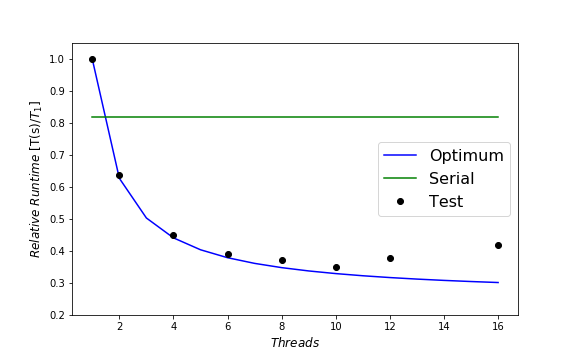 1.0
0.9
0.8
0.7
0.6
0.5
0.4
0.3
0.2
Relative Runtime [T(s)/T₁]
Optimum
Serial
Test
2 4 6 8 10 12 14 16
Threads